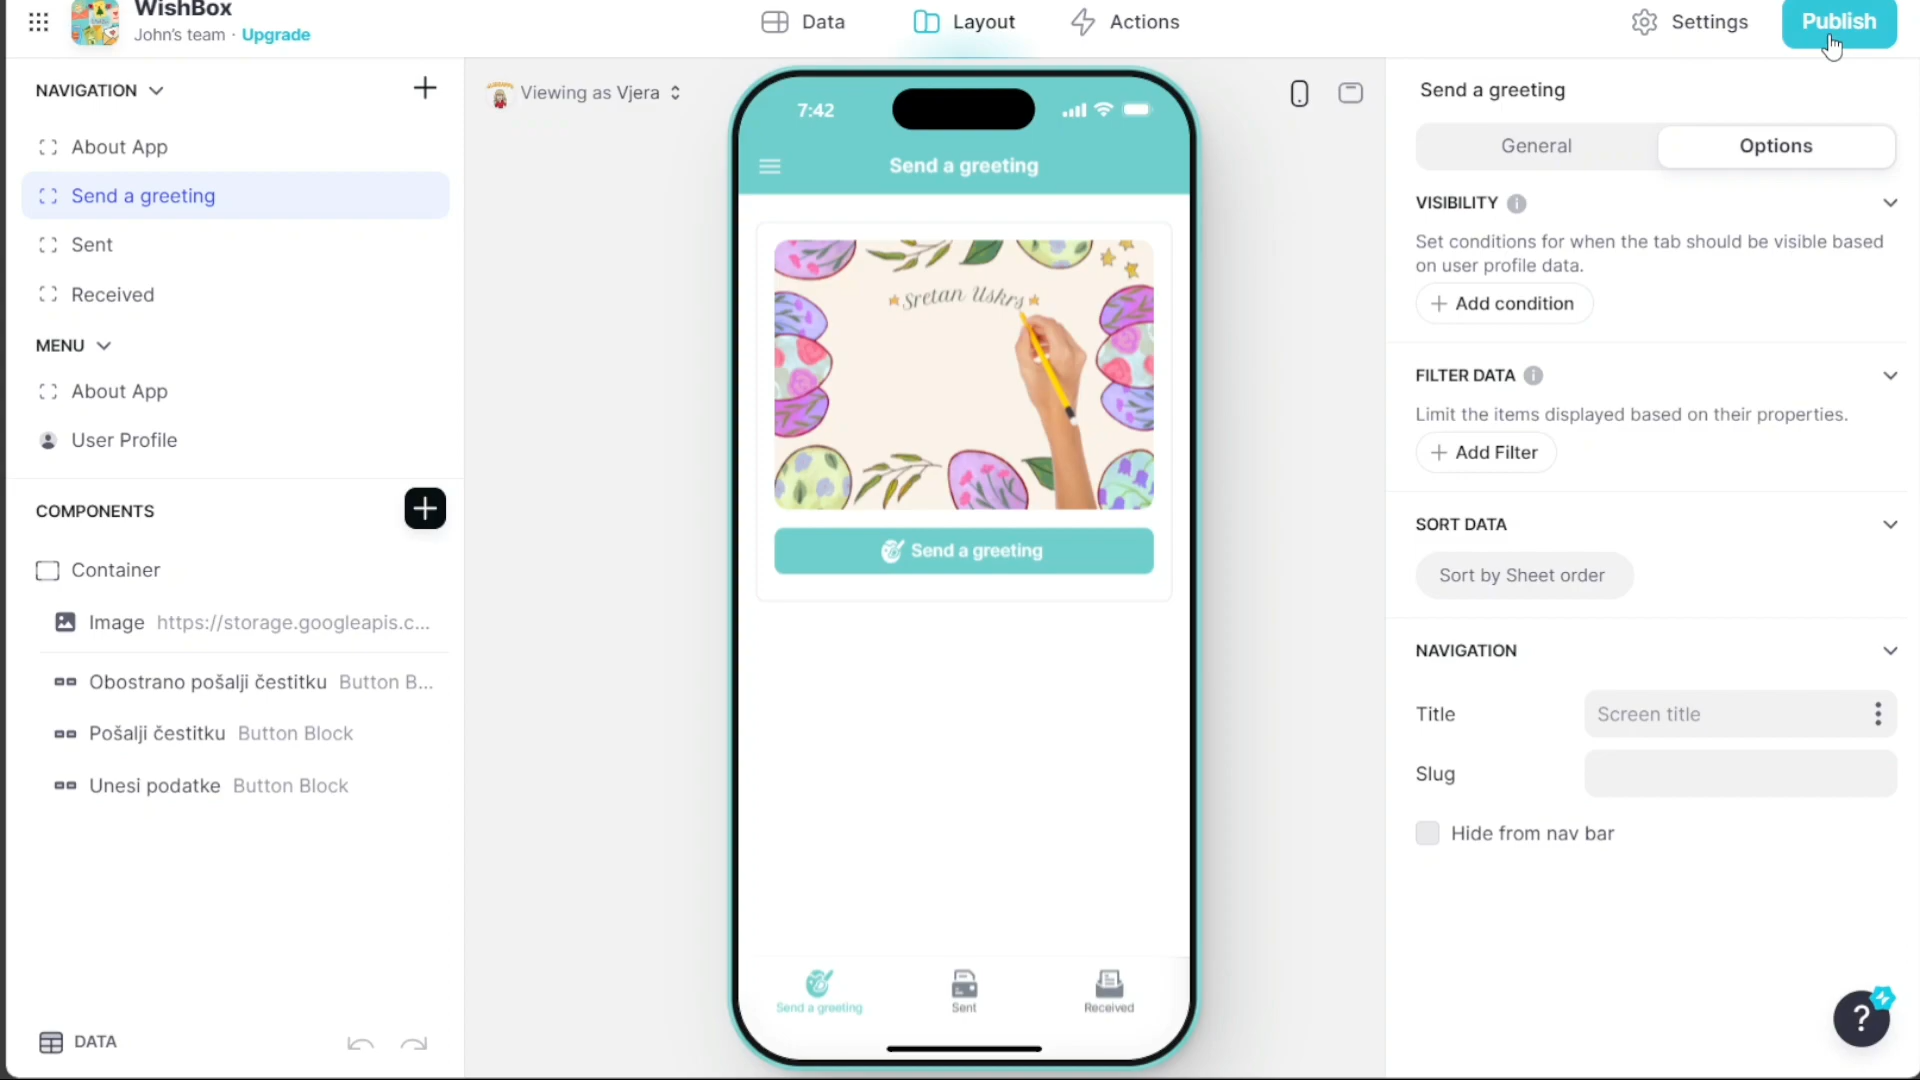 WishBox
John's team · Upgrade
Data
Layout
Actions
Settings
Publish
NAVIGATION
About App
Send a greeting
Sent
Received
MENU
About App
User Profile
COMPONENTS
Container
Image https://storage.googleapis.c...
Obostrano pošalji čestitku Button B...
Pošalji čestitku Button Block
Unesi podatke Button Block
DATA
Viewing as Vjera
7:42
Send a greeting
Sretan Uskrs
Send a greeting
Send a greeting
Sent
Received
Send a greeting
General
Options
VISIBILITY
Set conditions for when the tab should be visible based
on user profile data.
+ Add condition
FILTER DATA
Limit the items displayed based on their properties.
+ Add Filter
SORT DATA
Sort by Sheet order
NAVIGATION
Title
Screen title
Slug
Hide from nav bar
?